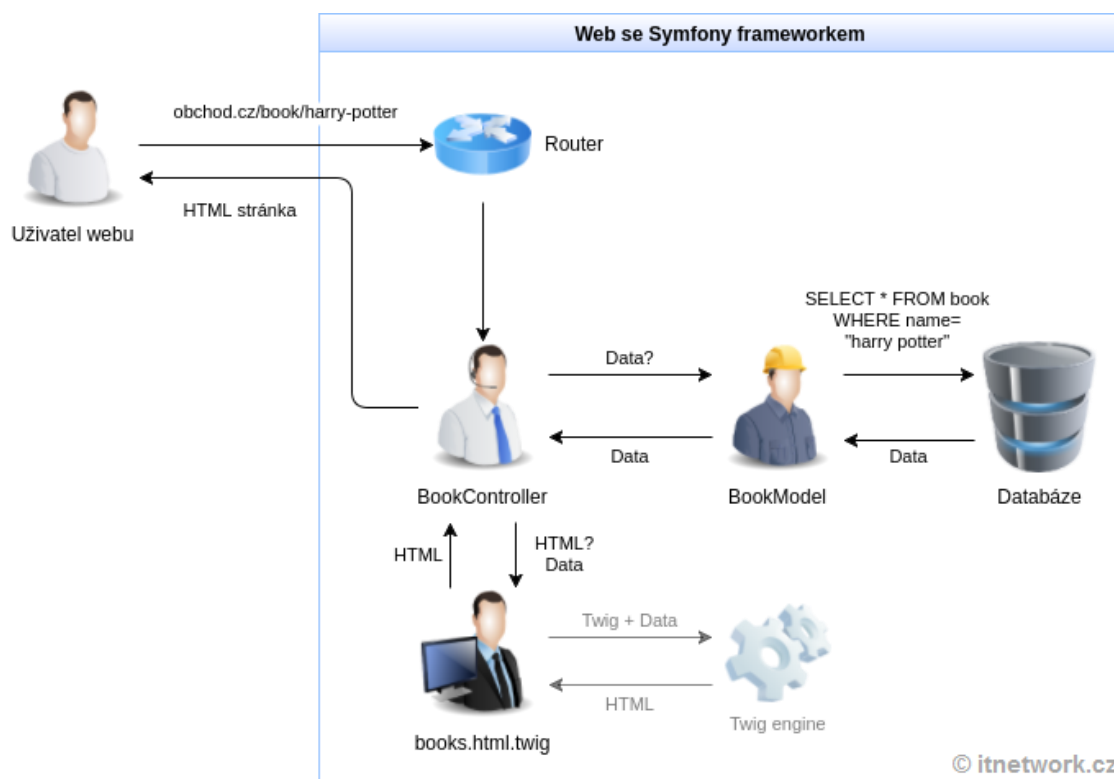 Web se Symfony frameworkem
obchod.cz/book/harry-potter
Router
HTML stránka
Uživatel webu
SELECT * FROM book
WHERE name=
"harry potter"
Data?
Data
Data
BookController
BookModel
Databáze
HTML
HTML?
Data
Twig + Data
HTML
Twig engine
books.html.twig
© itnetwork.cz